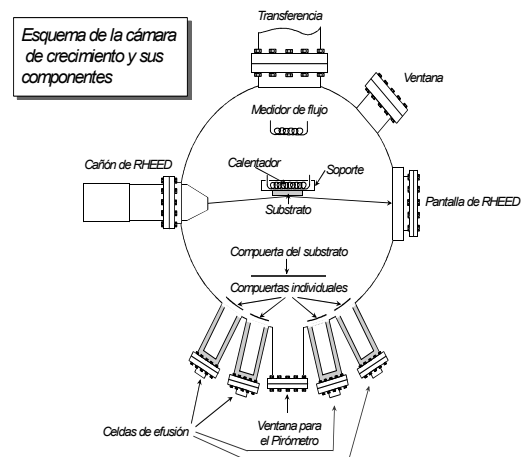 Esquema de la cámara
de crecimiento y sus
componentes
Transferencia
Ventana
Medidor de flujo
Cañón de RHEED
Calentador
Soporte
Substrato
Pantalla de RHEED
Compuerta del substrato
Compuertas individuales
Celdas de efusión
Ventana para
el Pirómetro